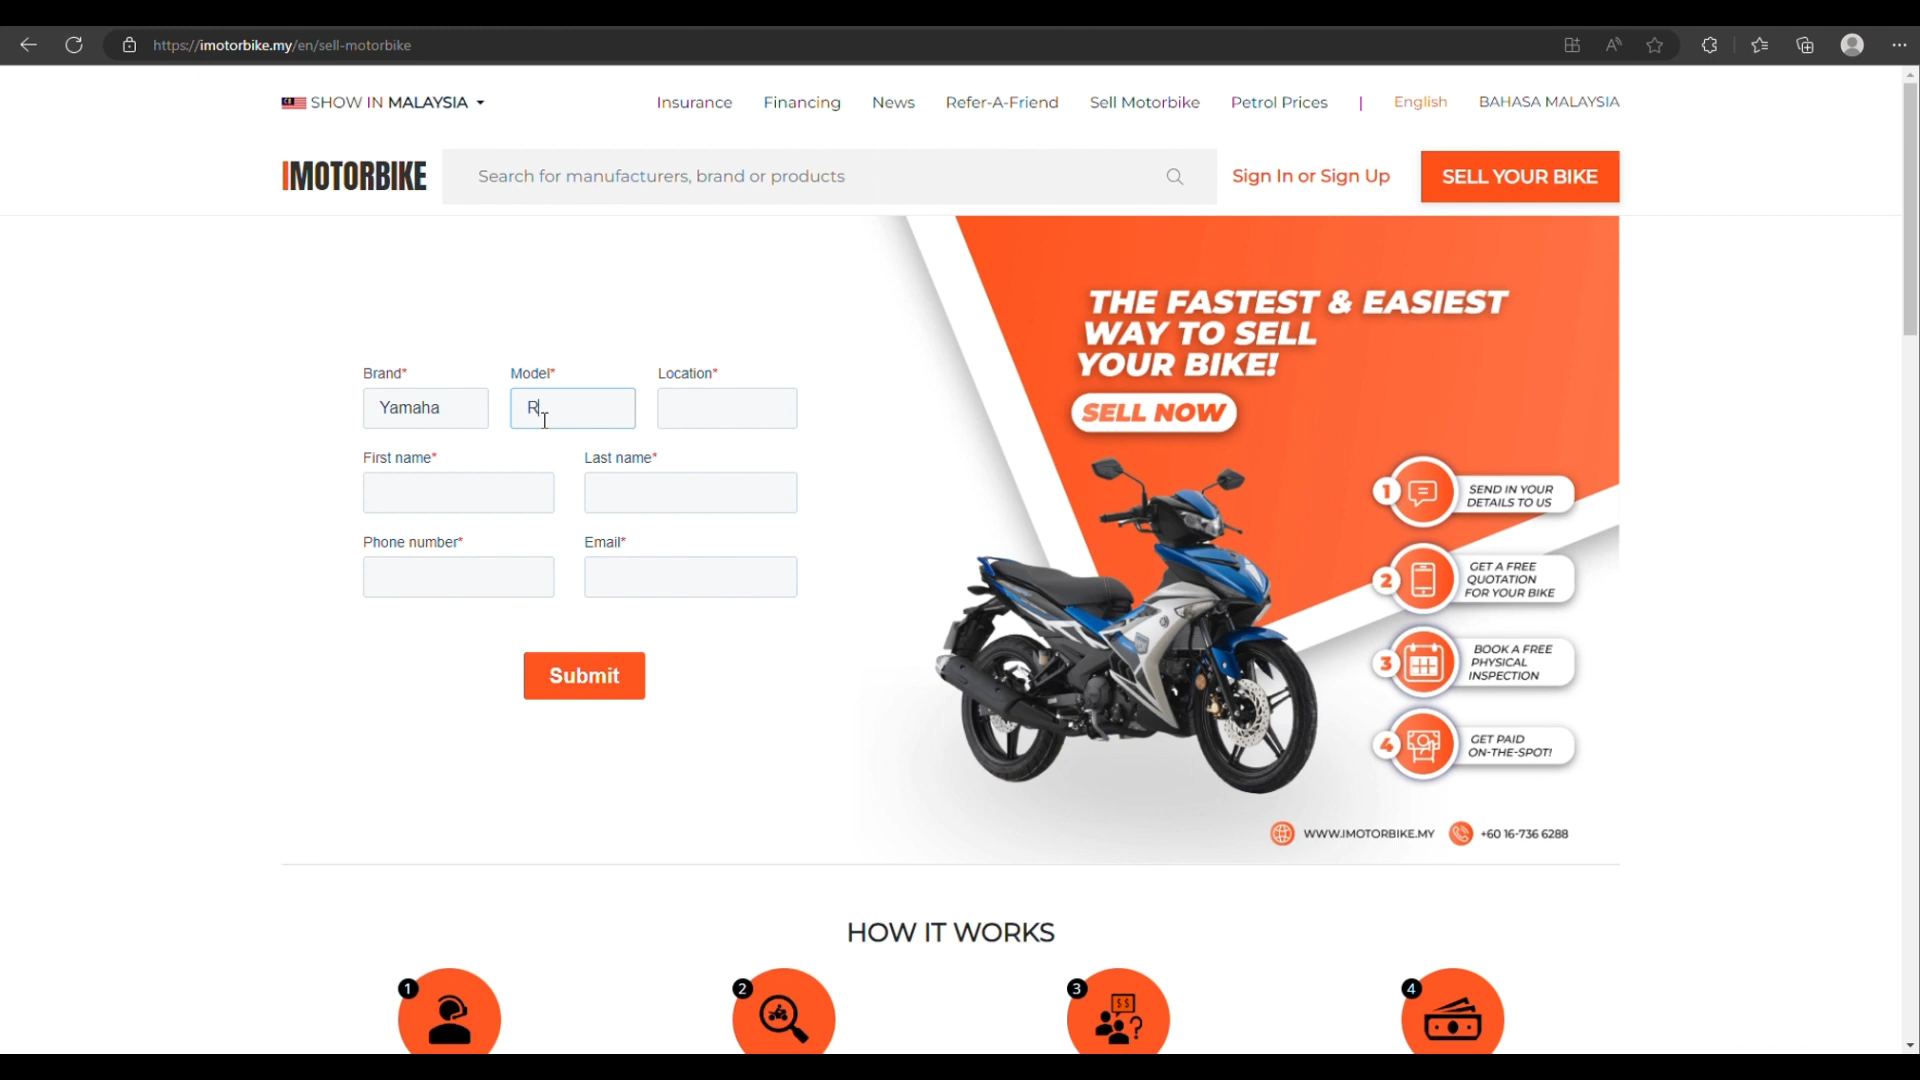 https://imotorbike.my/en/sell-motorbike
SHOW IN MALAYSIA
Insurance
Financing
News
Refer-A-Friend
Sell Motorbike
Petrol Prices
|
English
BAHASA MALAYSIA
IMOTORBIKE
Search for manufacturers, brand or products
Sign In or Sign Up
SELL YOUR BIKE
THE FASTEST & EASIEST
WAY TO SELL
YOUR BIKE!
SELL NOW
Brand*
Model*
Location*
Yamaha
R
First name*
Last name*
Phone number*
Email*
Submit
1
SEND IN YOUR
DETAILS TO US
2
GET A FREE
QUOTATION
FOR YOUR BIKE
3
BOOK A FREE
PHYSICAL
INSPECTION
4
GET PAID
ON-THE-SPOT!
WWW.IMOTORBIKE.MY
+60 16-736 6288
HOW IT WORKS
1
2
3
$$
?
4